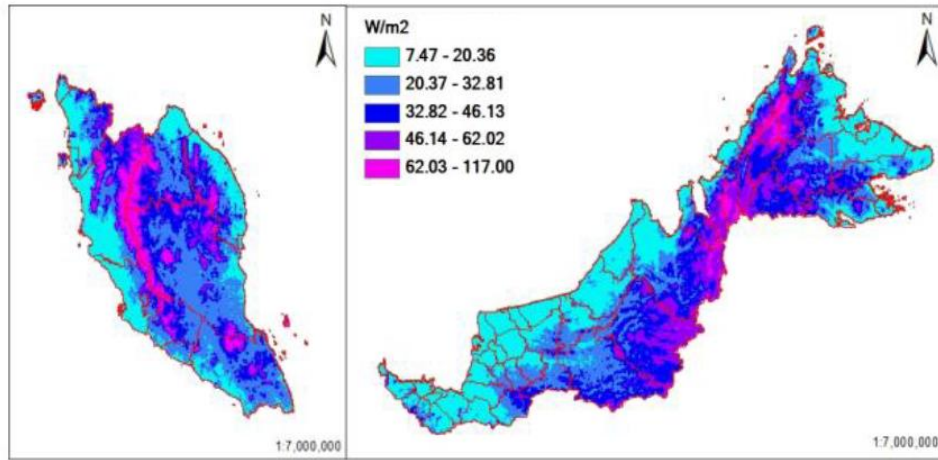 N
1:7,000,000
W/m2
7.47 - 20.36
20.37 - 32.81
32.82 - 46.13
46.14 - 62.02
62.03 - 117.00
N
1:7,000,000